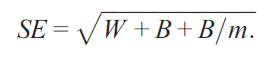 SE = √W + B + B/m.